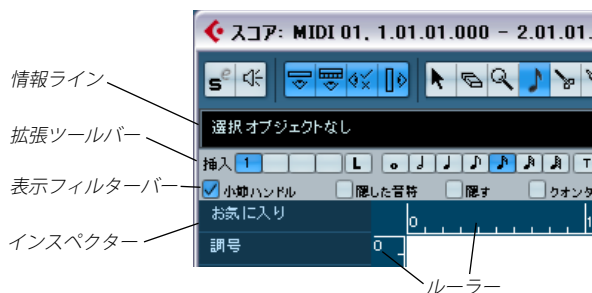 スコア: MIDI 01, 1.01.01.000 - 2.01.01.
情報ライン
選択オブジェクトなし
拡張ツールバー
挿入 1 L T
表示フィルターバー
小節ハンドル 隠した音符 隠す クオンタ
お気に入り
0 1
インスペクター
調号
0
ルーラー